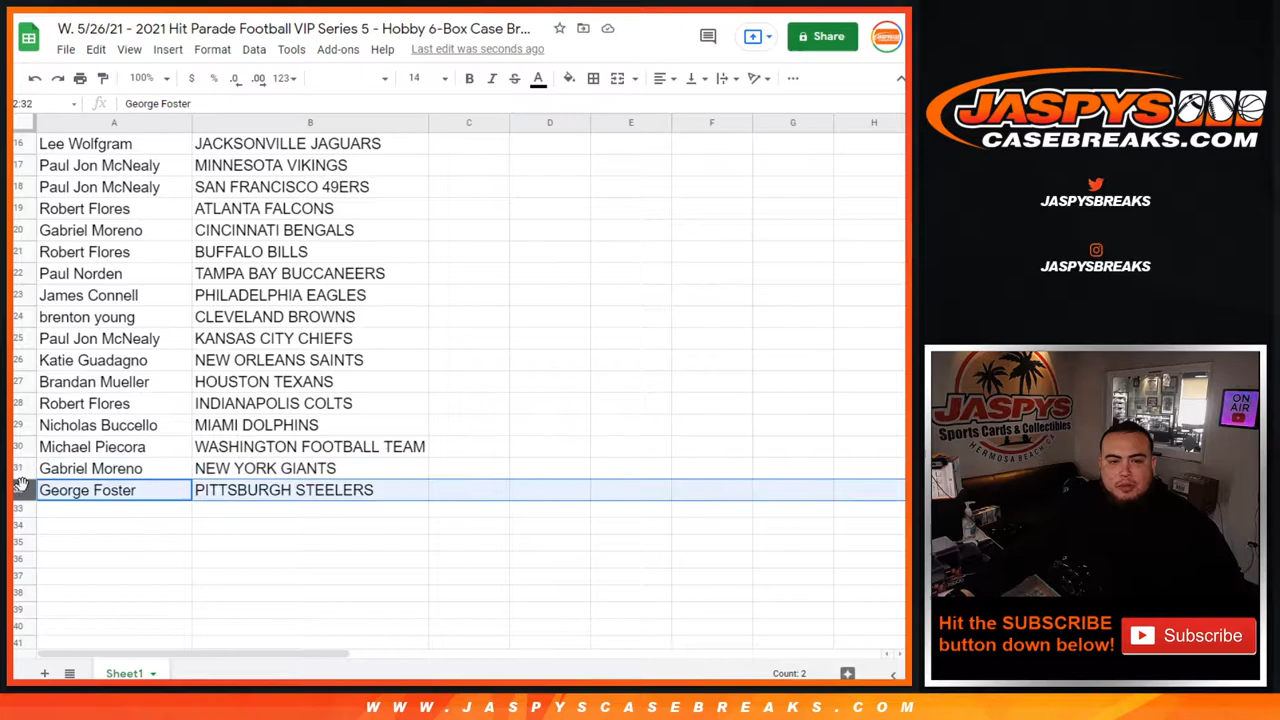 W. 5/26/21 - 2021 Hit Parade Football VIP Series 5 - Hobby 6-Box Case Br...
Share
File Edit View Insert Format Data Tools Add-ons Help Last edit was seconds ago
100% $ % .0 .00 123 14 B I S A
2:32 fx George Foster
A B C D E F G H
16 Lee Wolfgram JACKSONVILLE JAGUARS
17 Paul Jon McNealy MINNESOTA VIKINGS
18 Paul Jon McNealy SAN FRANCISCO 49ERS
19 Robert Flores ATLANTA FALCONS
20 Gabriel Moreno CINCINNATI BENGALS
21 Robert Flores BUFFALO BILLS
22 Paul Norden TAMPA BAY BUCCANEERS
23 James Connell PHILADELPHIA EAGLES
24 brenton young CLEVELAND BROWNS
25 Paul Jon McNealy KANSAS CITY CHIEFS
26 Katie Guadagno NEW ORLEANS SAINTS
27 Brandan Mueller HOUSTON TEXANS
28 Robert Flores INDIANAPOLIS COLTS
29 Nicholas Buccello MIAMI DOLPHINS
30 Michael Piecora WASHINGTON FOOTBALL TEAM
31 Gabriel Moreno NEW YORK GIANTS
George Foster PITTSBURGH STEELERS
33
34
35
36
37
38
39
40
41
Sheet1
Count: 2
JASPYS
CASEBREAKS.COM
JASPYSBREAKS
JASPYSBREAKS
JASPYS
Sports Cards & Collectibles
HERMOSA BEACH CA
ON
AIR
Hit the SUBSCRIBE
button down below!
Subscribe
WWW.JASPYSCASEBREAKS.COM